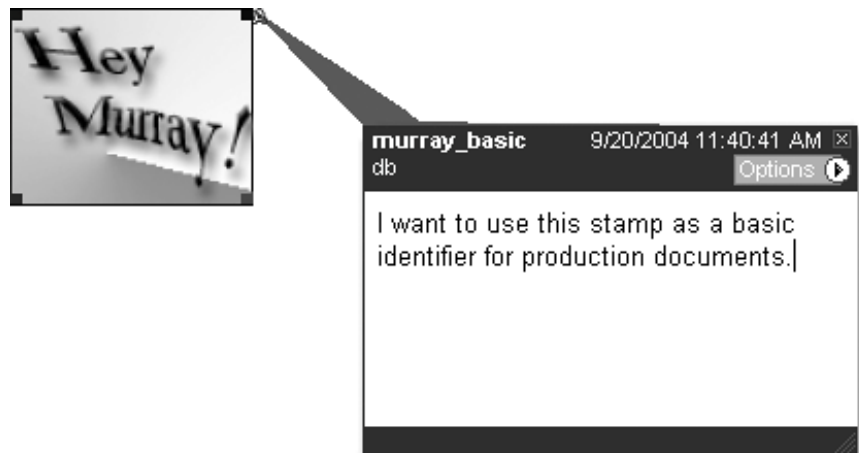 Hey
Murray!
murray_basic 9/20/2004 11:40:41 AM
db Options
I want to use this stamp as a basic
identifier for production documents.